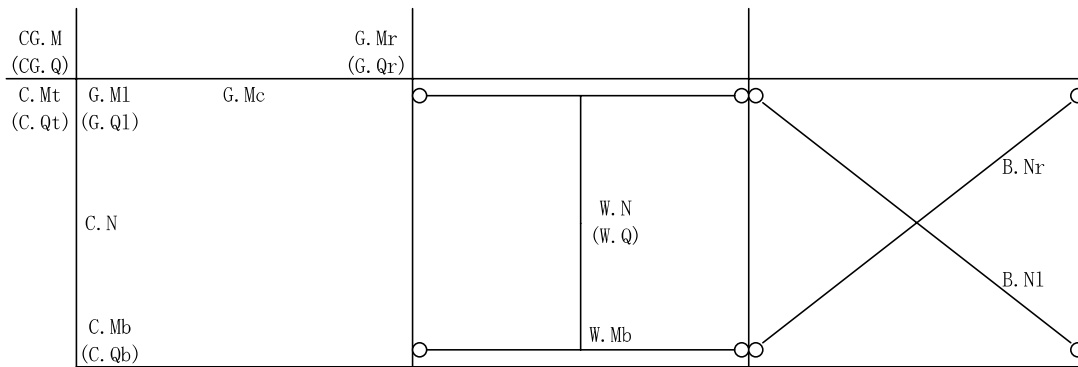 CG.M
(CG.Q)
G.Mr
(G.Qr)
C.Mt
(C.Qt)
G.Ml
(G.Ql)
G.Mc
C.N
C.Mb
(C.Qb)
W.N
(W.Q)
W.Mb
B.Nr
B.Nl